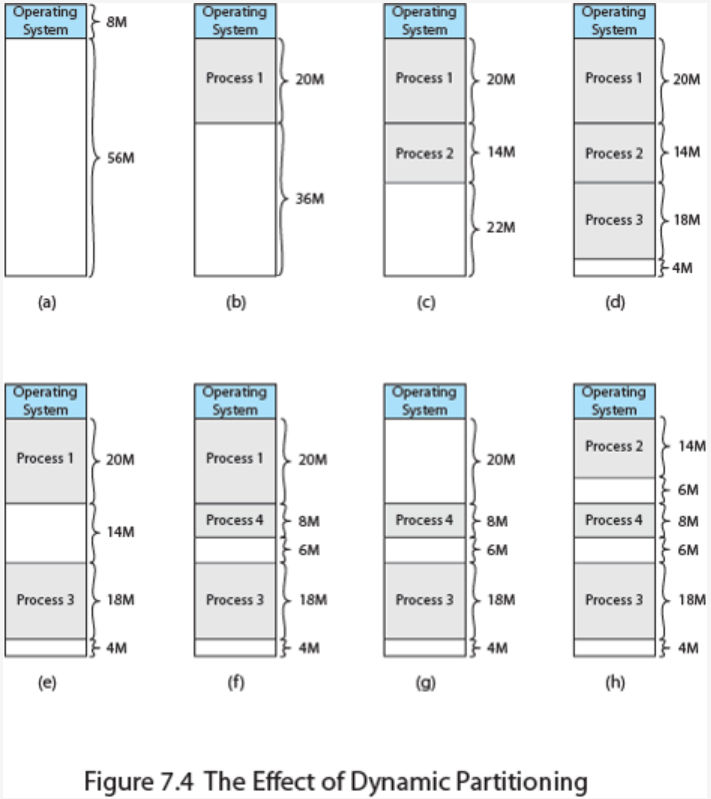 Operating
System
8M
56M
(a)
Operating
System
Process 1
20M
36M
(b)
Operating
System
Process 1
20M
Process 2
14M
22M
(c)
Operating
System
Process 1
20M
Process 2
14M
Process 3
18M
4M
(d)
Operating
System
Process 1
20M
14M
Process 3
18M
4M
(e)
Operating
System
Process 1
20M
Process 4
8M
6M
Process 3
18M
4M
(f)
Operating
System
20M
Process 4
8M
6M
Process 3
18M
4M
(g)
Operating
System
Process 2
14M
6M
Process 4
8M
6M
Process 3
18M
4M
(h)
Figure 7.4 The Effect of Dynamic Partitioning